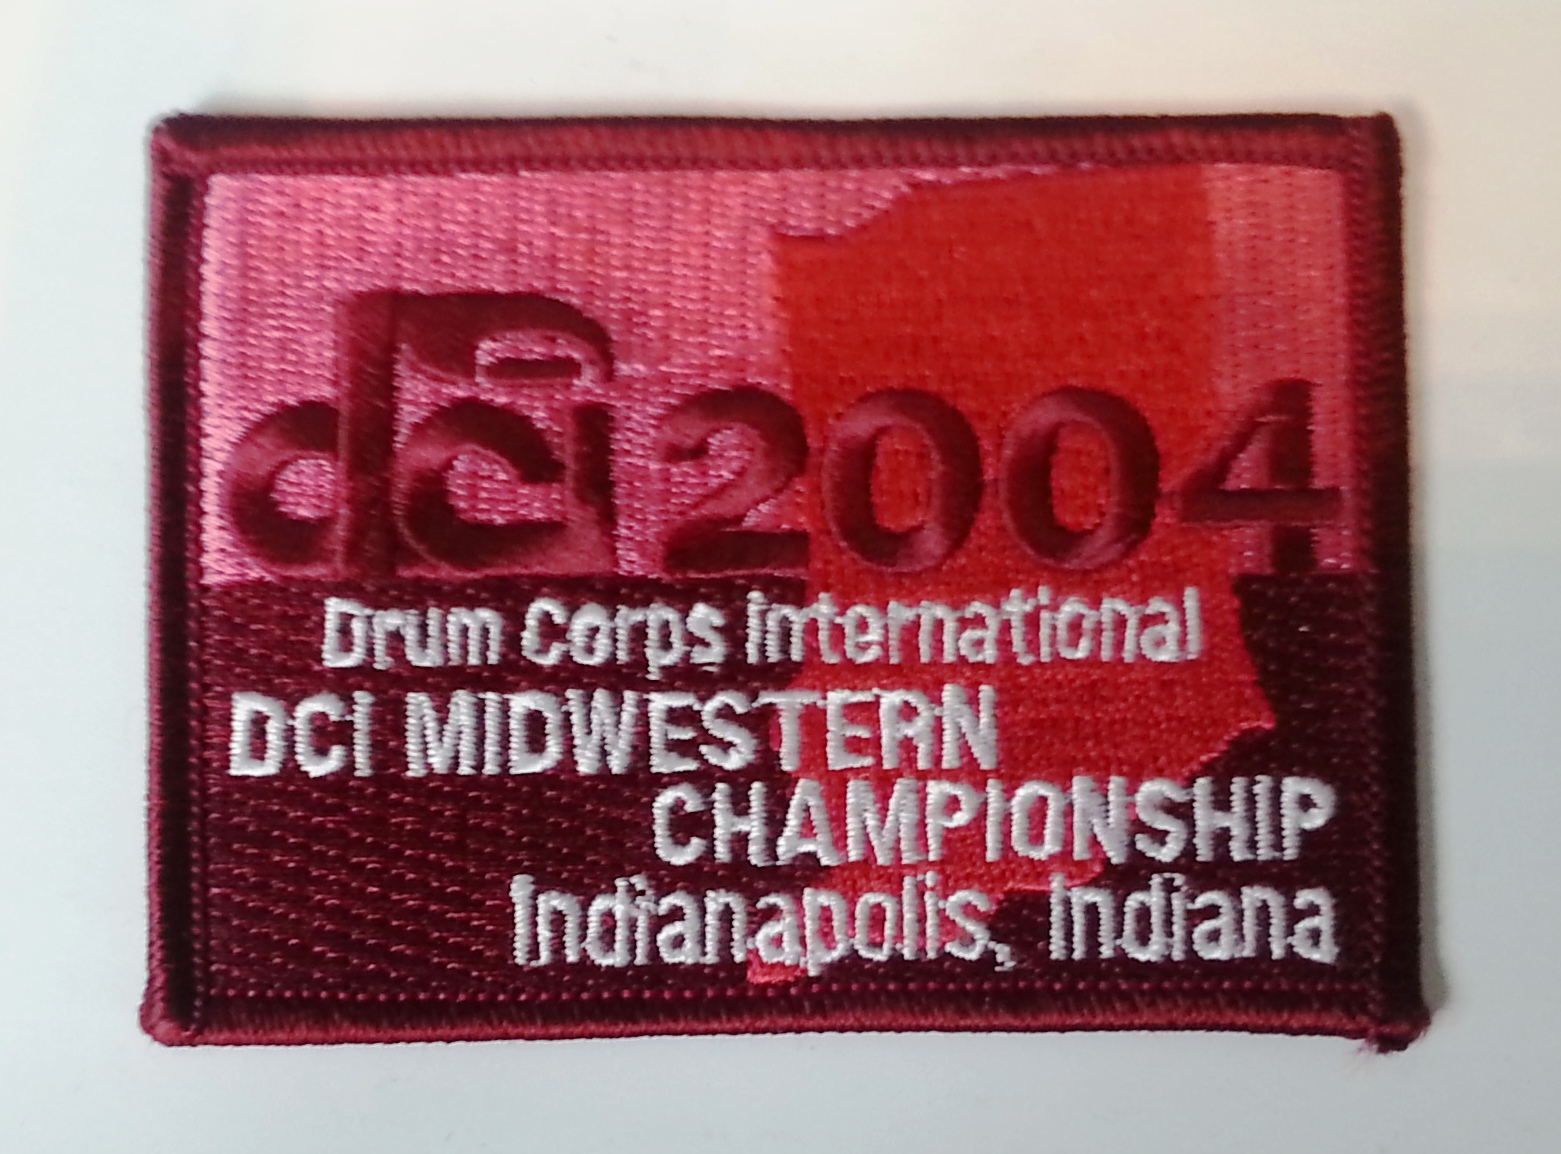 dci 2004
Drum Corps International
DCI MIDWESTERN
CHAMPIONSHIP
Indianapolis, Indiana